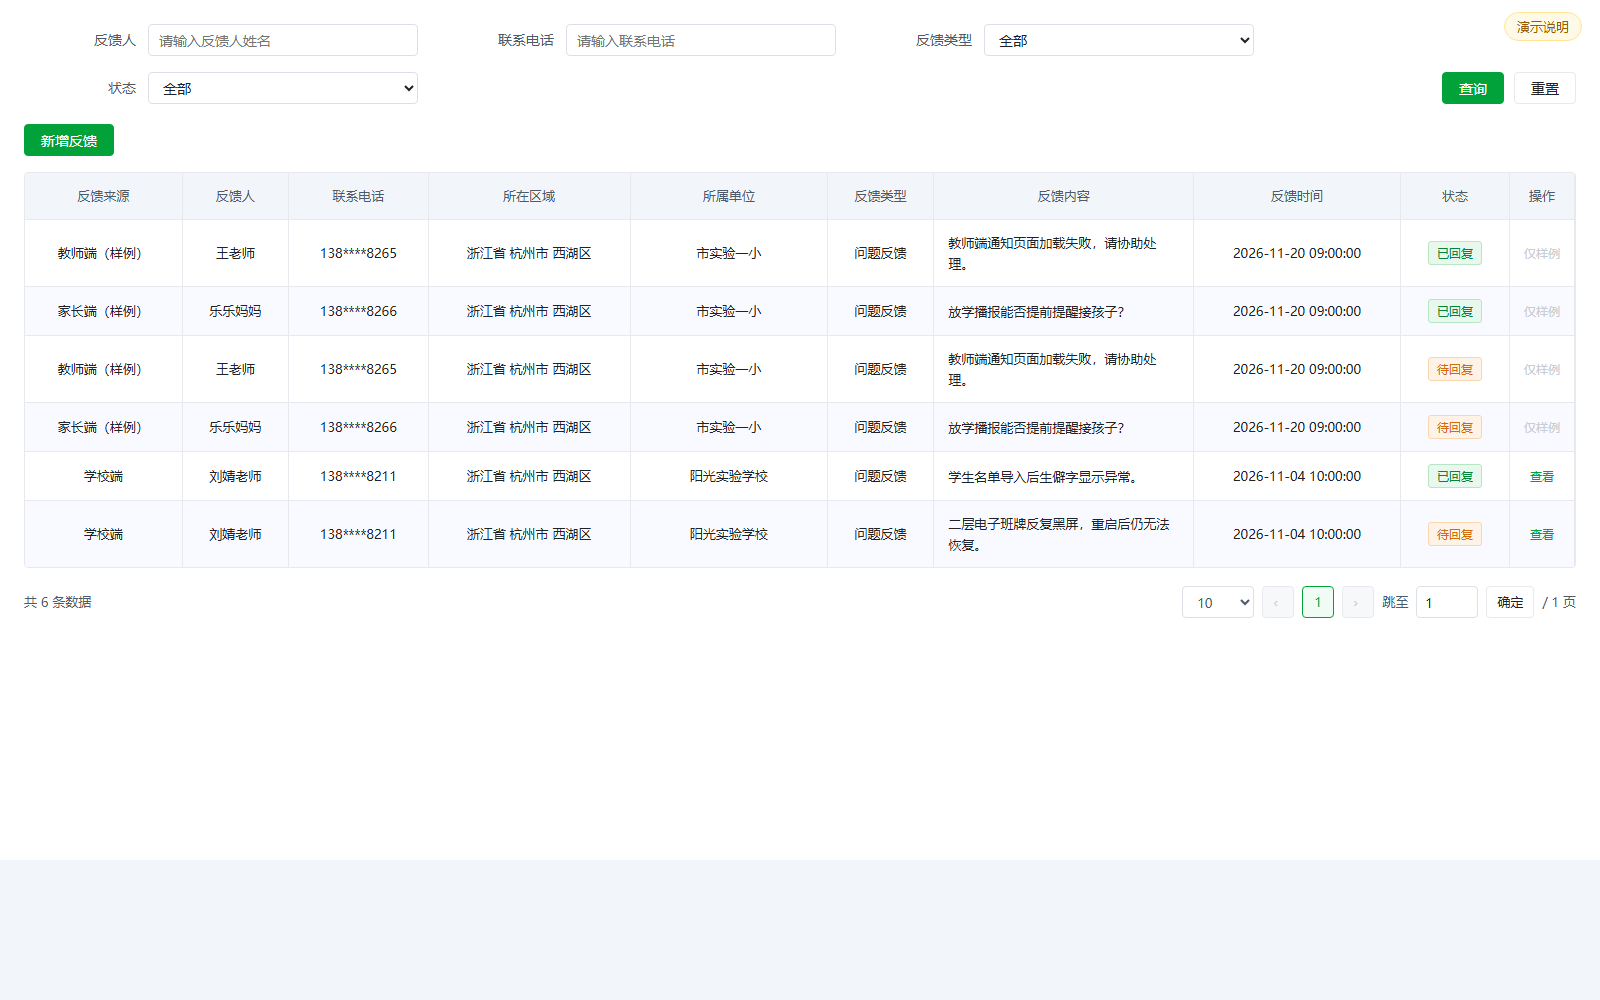 反馈人 请输入反馈人姓名 联系电话 请输入联系电话 反馈类型 全部 演示说明
状态 全部 查询 重置
新增反馈
反馈来源 反馈人 联系电话 所在区域 所属单位 反馈类型 反馈内容 反馈时间 状态 操作
教师端（样例） 王老师 138****8265 浙江省 杭州市 西湖区 市实验一小 问题反馈 教师端通知页面加载失败，请协助处 2026-11-20 09:00:00 已回复 仅样例
理。
家长端（样例） 乐乐妈妈 138****8266 浙江省 杭州市 西湖区 市实验一小 问题反馈 放学播报能否提前提醒接孩子？ 2026-11-20 09:00:00 已回复 仅样例
教师端（样例） 王老师 138****8265 浙江省 杭州市 西湖区 市实验一小 问题反馈 教师端通知页面加载失败，请协助处 2026-11-20 09:00:00 待回复 仅样例
理。
家长端（样例） 乐乐妈妈 138****8266 浙江省 杭州市 西湖区 市实验一小 问题反馈 放学播报能否提前提醒接孩子？ 2026-11-20 09:00:00 待回复 仅样例
学校端 刘婧老师 138****8211 浙江省 杭州市 西湖区 阳光实验学校 问题反馈 学生名单导入后生僻字显示异常。 2026-11-04 10:00:00 已回复 查看
学校端 刘婧老师 138****8211 浙江省 杭州市 西湖区 阳光实验学校 问题反馈 二层电子班牌反复黑屏，重启后仍无法 2026-11-04 10:00:00 待回复 查看
恢复。
共 6 条数据 10 ‹ 1 › 跳至 1 确定 / 1 页